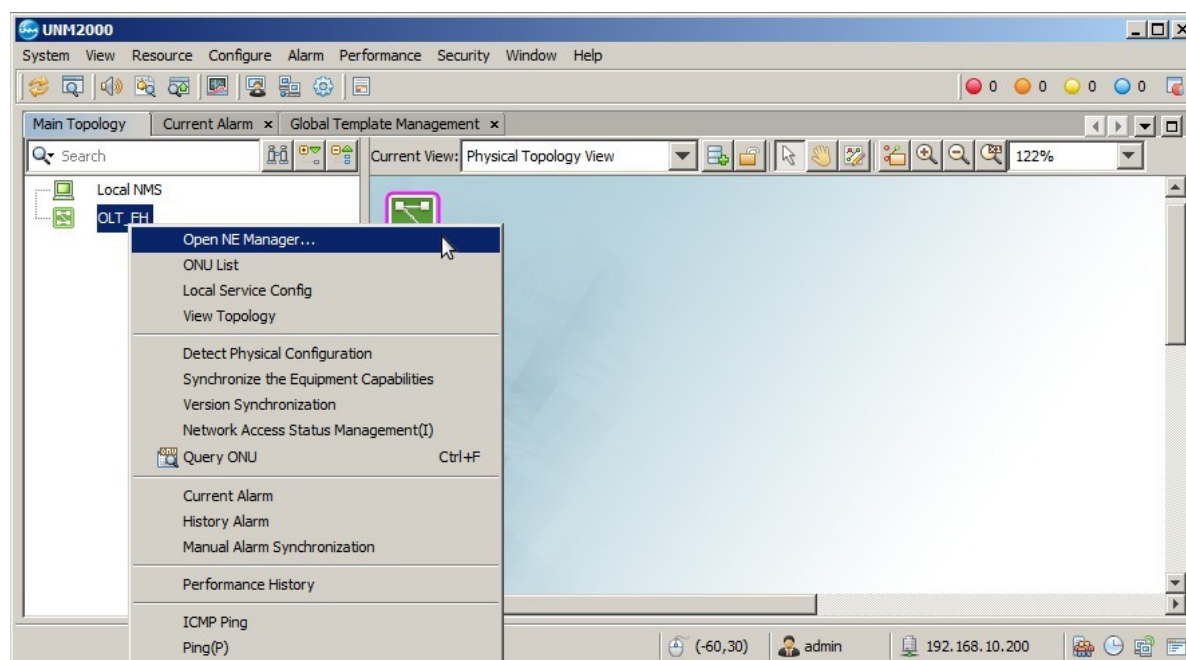 UNM2000
System View Resource Configure Alarm Performance Security Window Help
0 0 0 0
Main Topology Current Alarm Global Template Management
Search Current View: Physical Topology View 122%
Local NMS
OLT_FH
Open NE Manager...
ONU List
Local Service Config
View Topology
Detect Physical Configuration
Synchronize the Equipment Capabilities
Version Synchronization
Network Access Status Management(I)
Query ONU Ctrl+F
Current Alarm
History Alarm
Manual Alarm Synchronization
Performance History
ICMP Ping
Ping(P)
(-60,30) admin 192.168.10.200